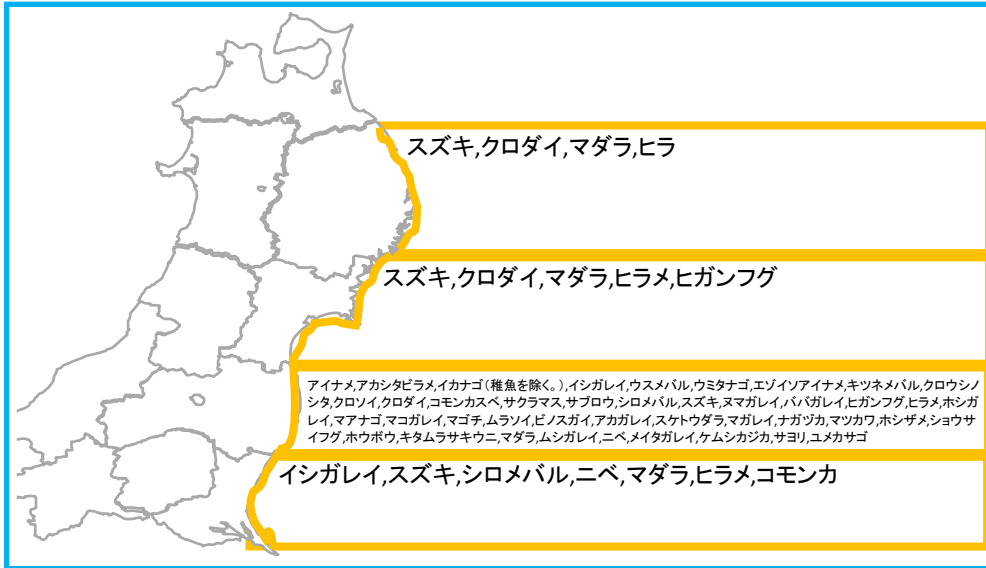 スズキ,クロダイ,マダラ,ヒラ
スズキ,クロダイ,マダラ,ヒラメ,ヒガンフグ
アイナメ,アカシタビラメ,イカナゴ(稚魚を除く。),イシガレイ,ウスメバル,ウミタナゴ,エゾイソアイナメ,キツネメバル,クロウシノ
シタ,クロソイ,クロダイ,コモンカスベ,サクラマス,サブロウ,シロメバル,スズキ,ヌマガレイ,ババガレイ,ヒガンフグ,ヒラメ,ホシガ
レイ,マアナゴ,マコガレイ,マゴチ,ムラソイ,ビノスガイ,アカガレイ,スケトウダラ,マガレイ,ナガヅカ,マツカワ,ホシザメ,ショウサ
イフグ,ホウボウ,キタムラサキウニ,マダラ,ムシガレイ,ニベ,メイタガレイ,ケムシカジカ,サヨリ,ユメカサゴ
イシガレイ,スズキ,シロメバル,ニベ,マダラ,ヒラメ,コモンカ